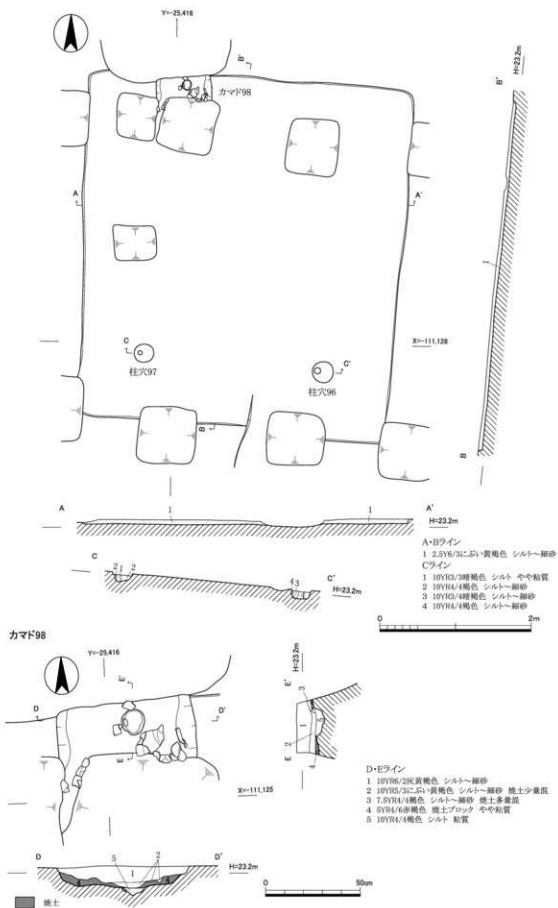 Y=-25,416
B'
カマド98
B'
H=23.2m
A
A'
1
C
柱穴97
C'
柱穴96
X=-111,128
B
B
A
1
1
A'
H=23.2m
C
2 1 2
4 3
C'
H=23.2m
A・Bライン
1 2.5Y6/3にぶい黄褐色 シルト～細砂
Cライン
1 10YR3/3暗褐色 シルト やや粘質
2 10YR4/4褐色 シルト～細砂
3 10YR3/4暗褐色 シルト～細砂
4 10YR4/4褐色 シルト～細砂
0 2m
カマド98
Y=-25,416
E'
D
D'
E
X=-111,125
H=23.2m
E'
3
1
5
2
4
E
D・Eライン
1 10YR6/2灰黄褐色 シルト～細砂
2 10YR5/3にぶい黄褐色 シルト～細砂 焼土少量混
3 7.5YR4/4褐色 シルト～細砂 焼土多量混
4 5YR4/6赤褐色 焼土ブロック やや粘質
5 10YR4/4褐色 シルト 粘質
D
5
1
2
4
4
D'
H=23.2m
焼土
0 50cm